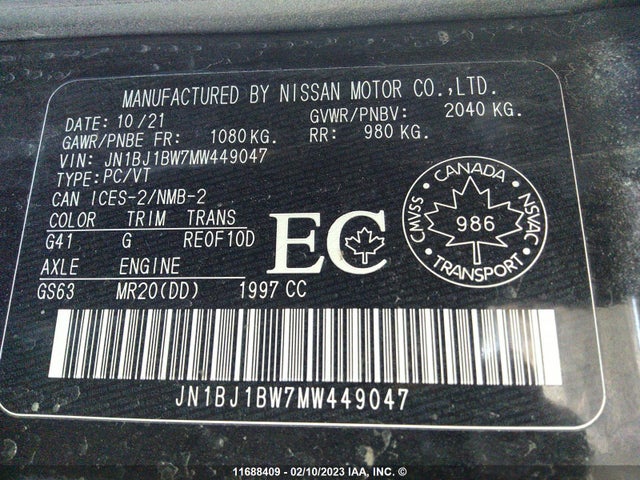 MANUFACTURED BY NISSAN MOTOR CO.,LTD.
DATE: 10/21 GVWR/PNBV: 2040 KG.
GAWR/PNBE FR: 1080 KG. RR: 980 KG.
VIN: JN1BJ1BW7MW449047
TYPE: PC/VT
CAN ICES-2/NMB-2
COLOR TRIM TRANS
G41 G RE0F10D
AXLE ENGINE
GS63 MR20(DD) 1997 CC
EC
CANADA
CMVSS 986 NSVAC
TRANSPORT
JN1BJ1BW7MW449047
11688409 - 02/10/2023 IAA, Inc. ©